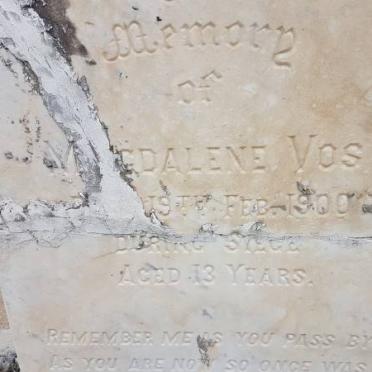 Memory
of
M GDALENE VOS
19TH FEB. 1900
DURING SIEGE
AGED 13 YEARS.
REMEMBER ME AS YOU PASS BY
AS YOU ARE NOW SO ONCE WAS